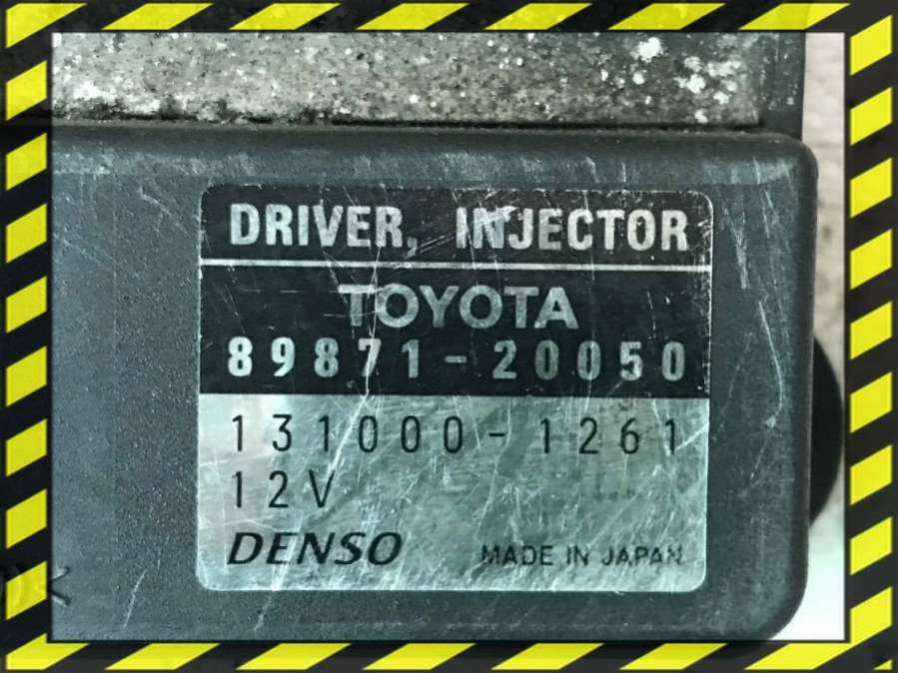 DRIVER, INJECTOR
TOYOTA
89871-20050
131000-1261
12V
DENSO MADE IN JAPAN